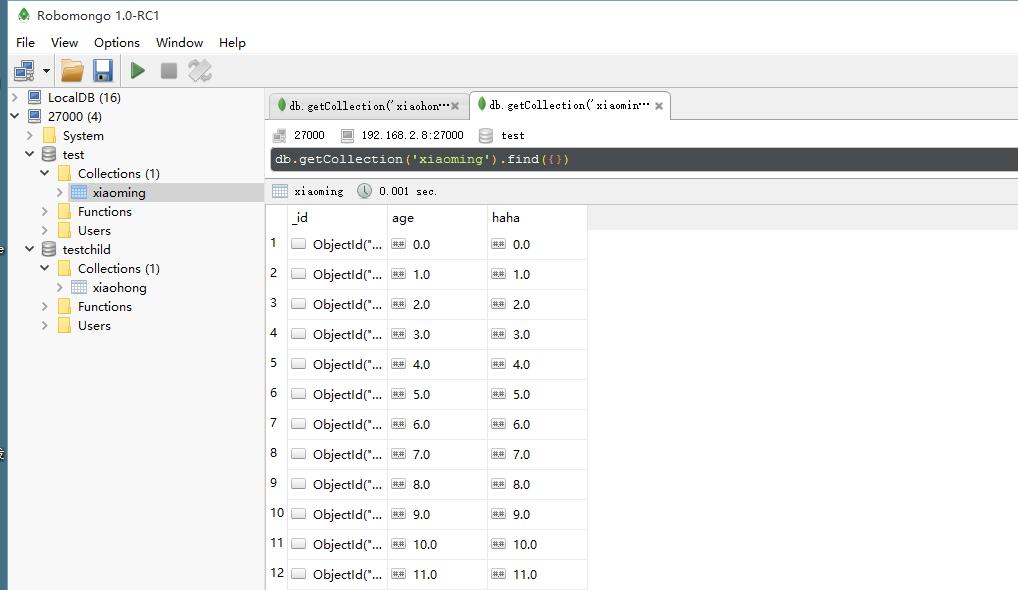 Robomongo 1.0-RC1
File View Options Window Help
LocalDB (16)
27000 (4)
System
test
Collections (1)
xiaoming
Functions
Users
testchild
Collections (1)
xiaohong
Functions
Users
db.getCollection('xiaohon⋯
db.getCollection('xiaomin⋯
27000 192.168.2.8:27000 test
db.getCollection('xiaoming').find({})
xiaoming 0.001 sec.
_id age haha
1 ObjectId("... 0.0 0.0
2 ObjectId("... 1.0 1.0
3 ObjectId("... 2.0 2.0
4 ObjectId("... 3.0 3.0
5 ObjectId("... 4.0 4.0
6 ObjectId("... 5.0 5.0
7 ObjectId("... 6.0 6.0
8 ObjectId("... 7.0 7.0
9 ObjectId("... 8.0 8.0
10 ObjectId("... 9.0 9.0
11 ObjectId("... 10.0 10.0
12 ObjectId("... 11.0 11.0